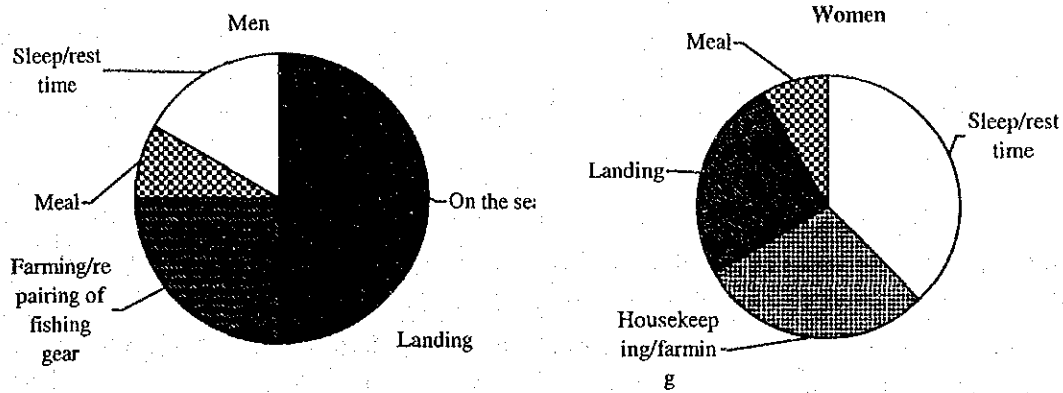 Men
Sleep/rest
time
Meal
Farming/re
pairing of
fishing
gear
On the sea
Landing
Women
Meal
Sleep/rest
time
Landing
Housekeep
ing/farmin
g